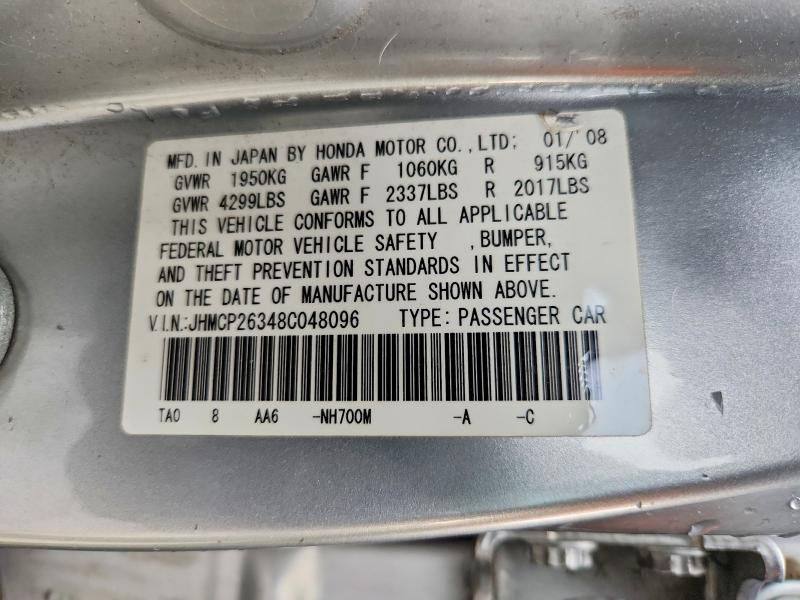 MFD. IN JAPAN BY HONDA MOTOR CO., LTD; 01/'08
GVWR 1950KG GAWR F 1060KG R 915KG
GVWR 4299LBS GAWR F 2337LBS R 2017LBS
THIS VEHICLE CONFORMS TO ALL APPLICABLE
FEDERAL MOTOR VEHICLE SAFETY , BUMPER,
AND THEFT PREVENTION STANDARDS IN EFFECT
ON THE DATE OF MANUFACTURE SHOWN ABOVE.
V.I.N.:JHMCP26348C048096 TYPE: PASSENGER CAR
TA0 8 AA6 -NH700M -A -C